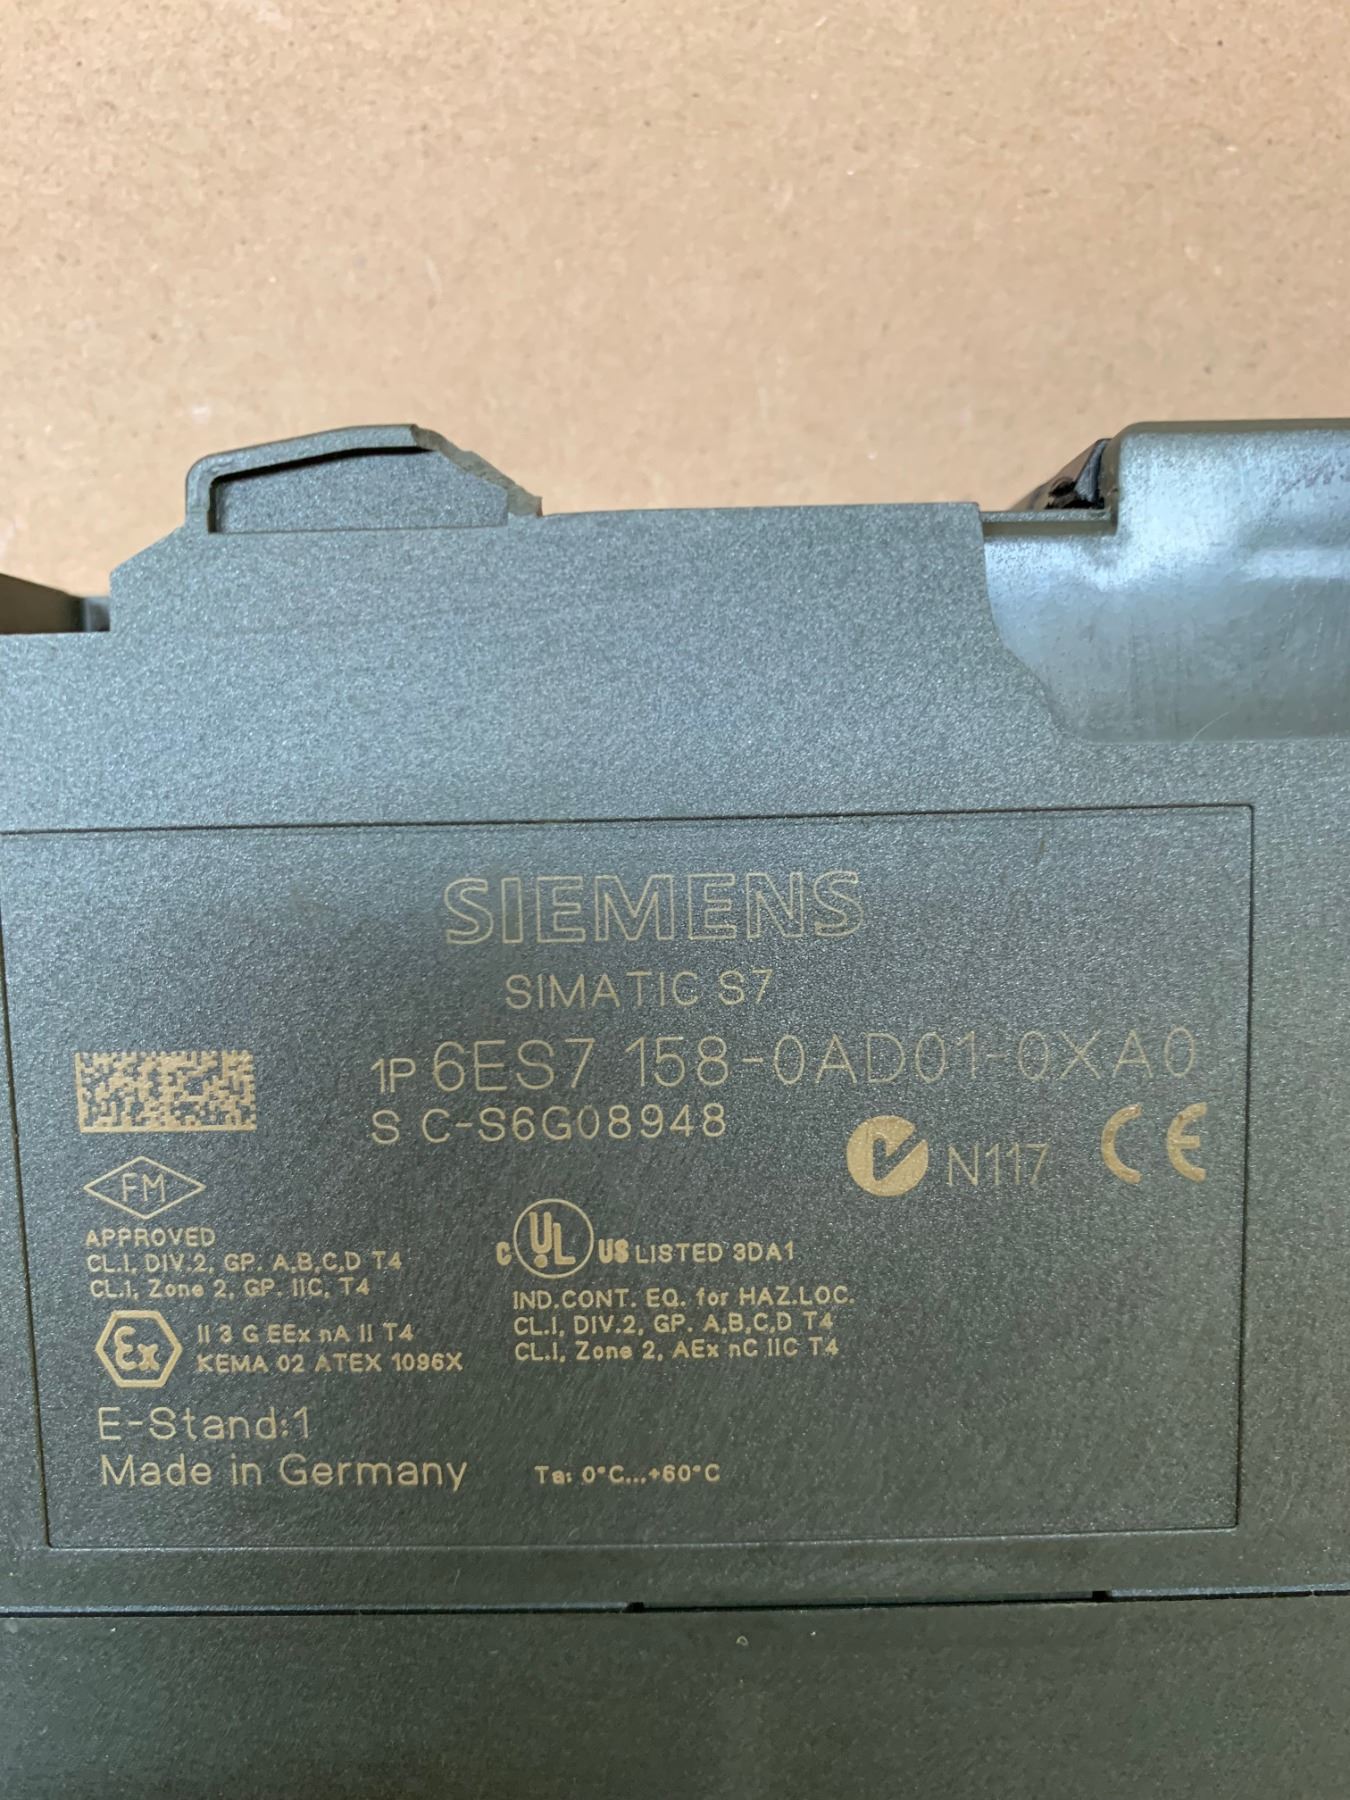 SIEMENS
SIMATIC S7
1P 6ES7 158-0AD01-0XA0
S C-S6G08948
N117 CE
FM
APPROVED
CL.I, DIV.2, GP. A,B,C,D T4
CL.I, Zone 2, GP. IIC, T4
C UL US LISTED 3DA1
IND.CONT. EQ. for HAZ.LOC.
CL.I, DIV.2, GP. A,B,C,D T4
CL.I, Zone 2, AEx nC IIC T4
Ex II 3 G EEx nA II T4
KEMA 02 ATEX 1096X
E-Stand:1
Made in Germany
Ta: 0°C...+60°C